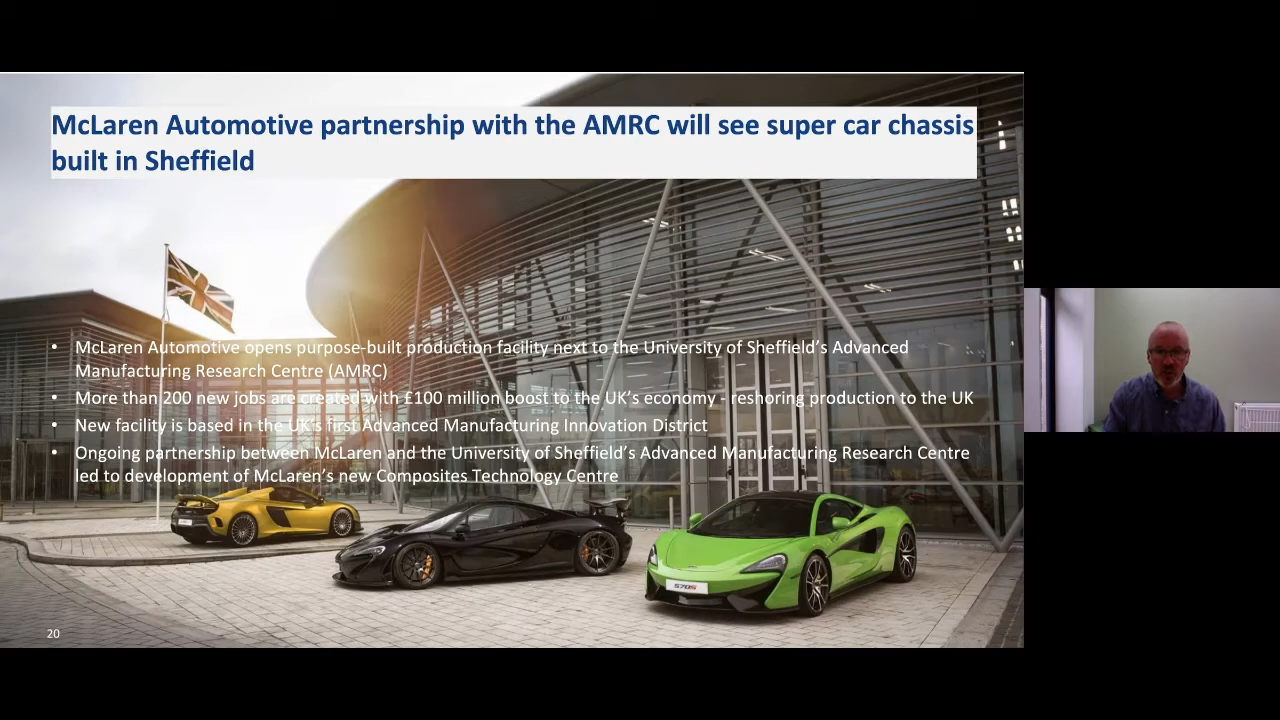 McLaren Automotive partnership with the AMRC will see super car chassis
built in Sheffield
• McLaren Automotive opens purpose-built production facility next to the University of Sheffield’s Advanced
Manufacturing Research Centre (AMRC)
• More than 200 new jobs are created with £100 million boost to the UK’s economy - reshoring production to the UK
• New facility is based in the UK’s first Advanced Manufacturing Innovation District
• Ongoing partnership between McLaren and the University of Sheffield’s Advanced Manufacturing Research Centre
led to development of McLaren’s new Composites Technology Centre
570S
20